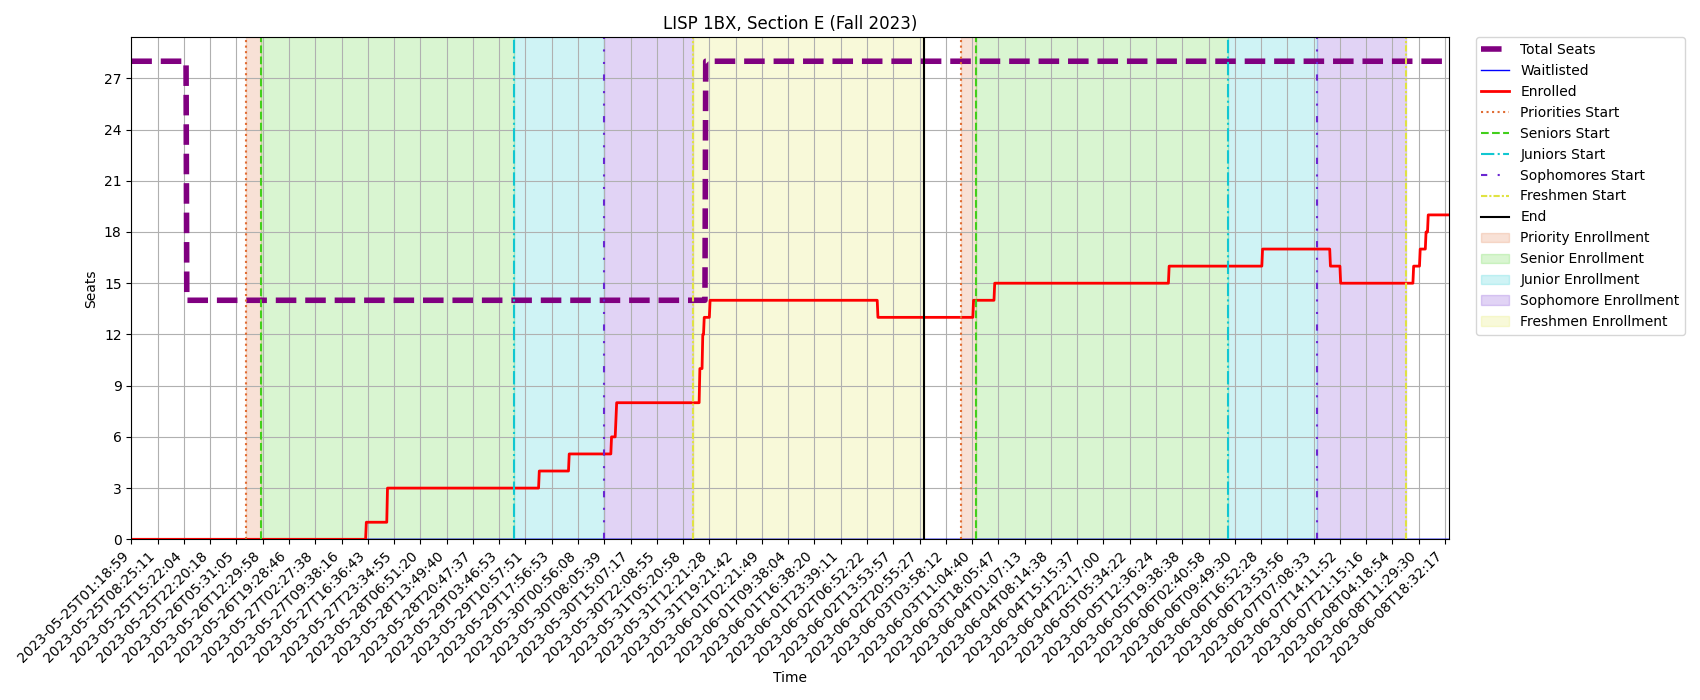 LISP 1BX, Section E (Fall 2023)
Seats
27
24
21
18
15
12
9
6
3
0
2023-05-25T01:18:59
2023-05-25T08:25:11
2023-05-25T15:22:04
2023-05-25T22:20:18
2023-05-26T05:31:05
2023-05-26T12:29:58
2023-05-26T19:28:46
2023-05-27T02:27:38
2023-05-27T09:38:16
2023-05-27T16:36:43
2023-05-27T23:34:55
2023-05-28T06:51:20
2023-05-28T13:49:40
2023-05-28T20:47:37
2023-05-29T03:46:53
2023-05-29T10:57:51
2023-05-29T17:56:53
2023-05-30T00:56:08
2023-05-30T08:05:39
2023-05-30T15:07:17
2023-05-30T22:08:55
2023-05-31T05:20:58
2023-05-31T12:21:28
2023-05-31T19:21:42
2023-06-01T02:21:49
2023-06-01T09:38:04
2023-06-01T16:38:20
2023-06-01T23:39:11
2023-06-02T06:52:22
2023-06-02T13:53:57
2023-06-02T20:55:27
2023-06-03T03:58:12
2023-06-03T11:04:40
2023-06-03T18:05:47
2023-06-04T01:07:13
2023-06-04T08:14:38
2023-06-04T15:15:37
2023-06-04T22:17:00
2023-06-05T05:34:22
2023-06-05T12:36:24
2023-06-05T19:38:38
2023-06-06T02:40:58
2023-06-06T09:49:30
2023-06-06T16:52:28
2023-06-06T23:53:56
2023-06-07T07:08:33
2023-06-07T14:11:52
2023-06-07T21:15:16
2023-06-08T04:18:54
2023-06-08T11:29:30
2023-06-08T18:32:17
Time
Total Seats
Waitlisted
Enrolled
Priorities Start
Seniors Start
Juniors Start
Sophomores Start
Freshmen Start
End
Priority Enrollment
Senior Enrollment
Junior Enrollment
Sophomore Enrollment
Freshmen Enrollment